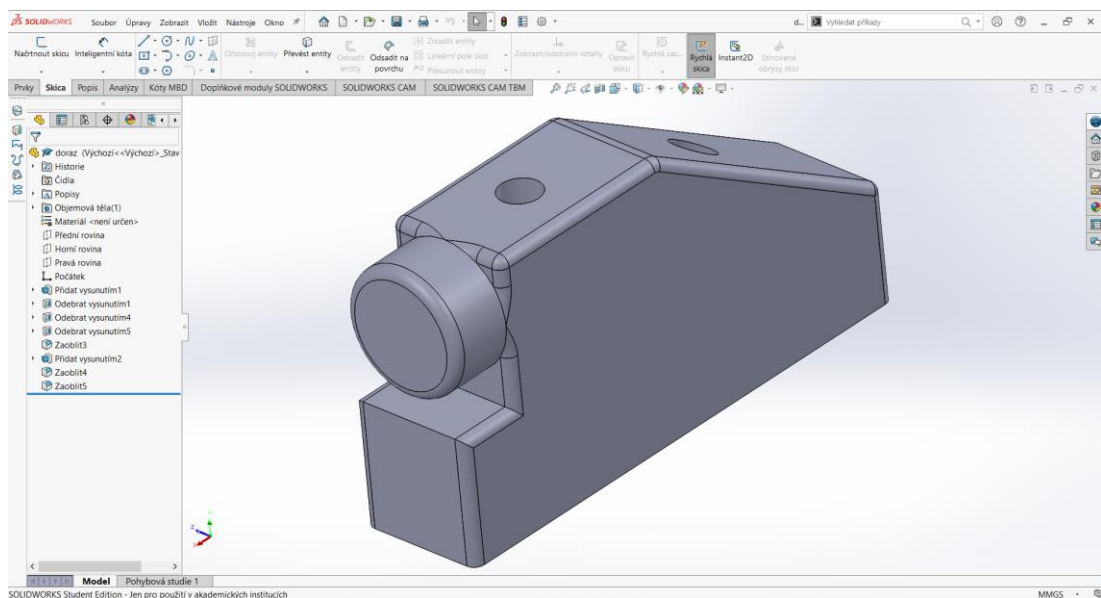 SOLIDWORKS Soubor Úpravy Zobrazit Vložit Nástroje Okno d... Vyhledat příkazy
Načrtnout skicu Inteligentní kóta Oříznout entity Převést entity Odsadit entity Odsadit na povrchu Zrcadlit entity Lineární pole skici Přesunout entity Zobrazit/odstranit vztahy Opravit skicu Rychlá zac... Rychlá skica Instant2D Stínované obrysy skici
Prvky Skica Popis Analýzy Kóty MBD Doplňkové moduly SOLIDWORKS SOLIDWORKS CAM SOLIDWORKS CAM TBM
doraz (Výchozí<<Výchozí>_Stav
Historie
Čidla
Popisy
Objemová těla(1)
Materiál <není určen>
Přední rovina
Horní rovina
Pravá rovina
Počátek
Přidat vysunutím1
Odebrat vysunutím1
Odebrat vysunutím4
Odebrat vysunutím5
Zaoblit3
Přidat vysunutím2
Zaoblit4
Zaoblit5
Model Pohybová studie 1
SOLIDWORKS Student Edition - Jen pro použití v akademických institucích MMGS